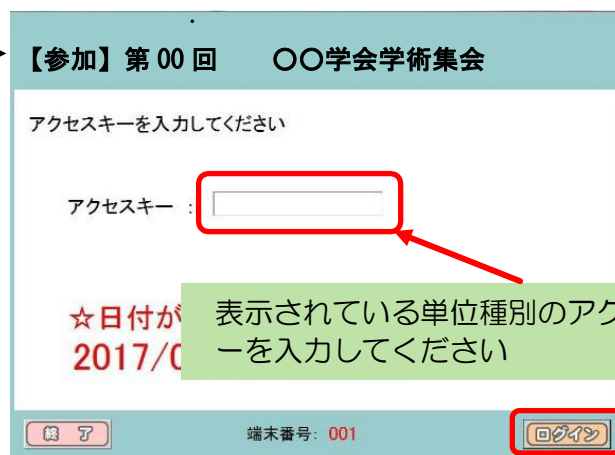 【参加】第00回　〇〇学会学術集会
アクセスキーを入力してください
アクセスキー :
☆日付が
2017/0
表示されている単位種別のアク
ーを入力してください
終 了
端末番号: 001
ログイン